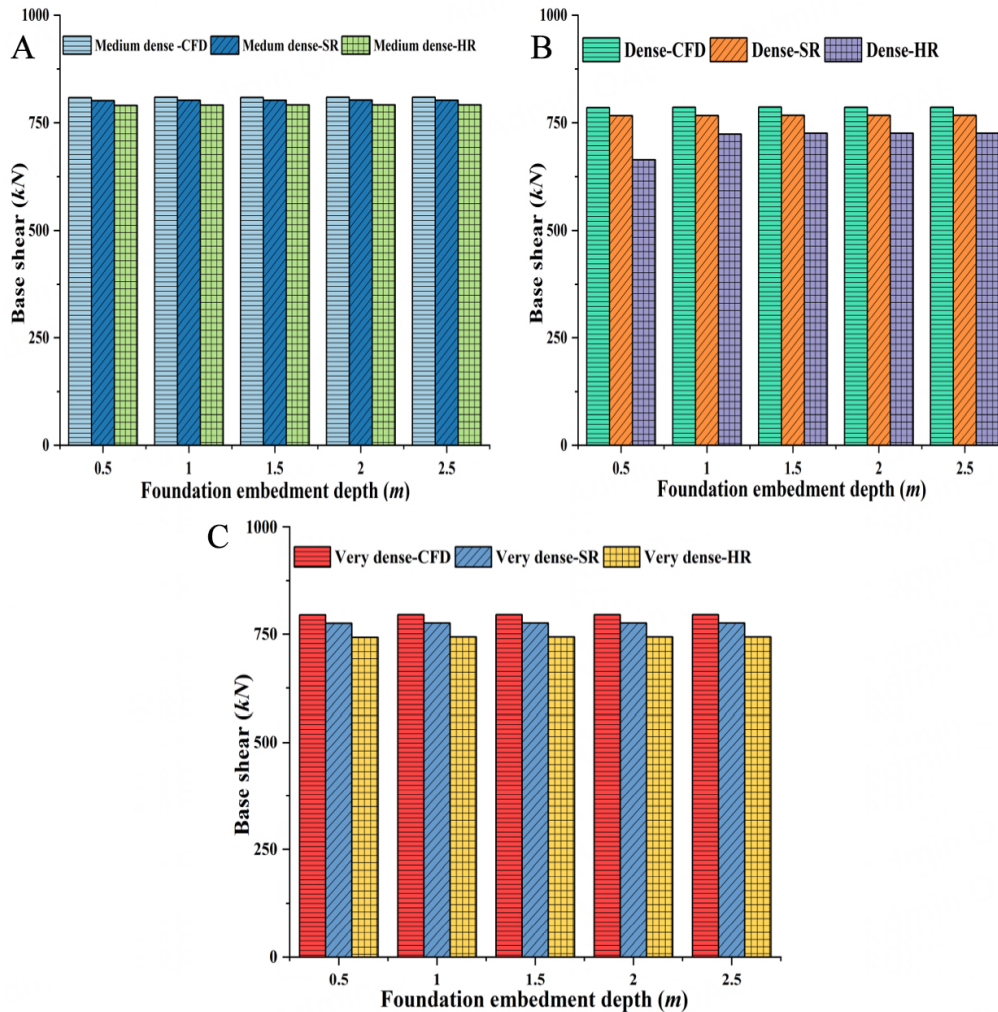 A
Medium dense -CFD Medum dense-SR Medium dense-HR
1000
750
500
250
0
Base shear (kN)
0.5 1 1.5 2 2.5
Foundation embedment depth (m)
B
Dense-CFD Dense-SR Dense-HR
1000
750
500
250
0
Base shear (kN)
0.5 1 1.5 2 2.5
Foundation embedment depth (m)
C
Very dense-CFD Very dense-SR Very dense-HR
1000
750
500
250
0
Base shear (kN)
0.5 1 1.5 2 2.5
Foundation embedment depth (m)